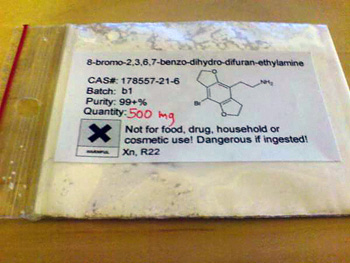 8-bromo-2,3,6,7-benzo-dihydro-difuran-ethylamine
CAS#: 178557-21-6
Batch: b1
Purity: 99+%
Quantity: 500 mg
NH₂
O
Br
O
Not for food, drug, household or
cosmetic use! Dangerous if ingested!
HARMFUL
Xn, R22